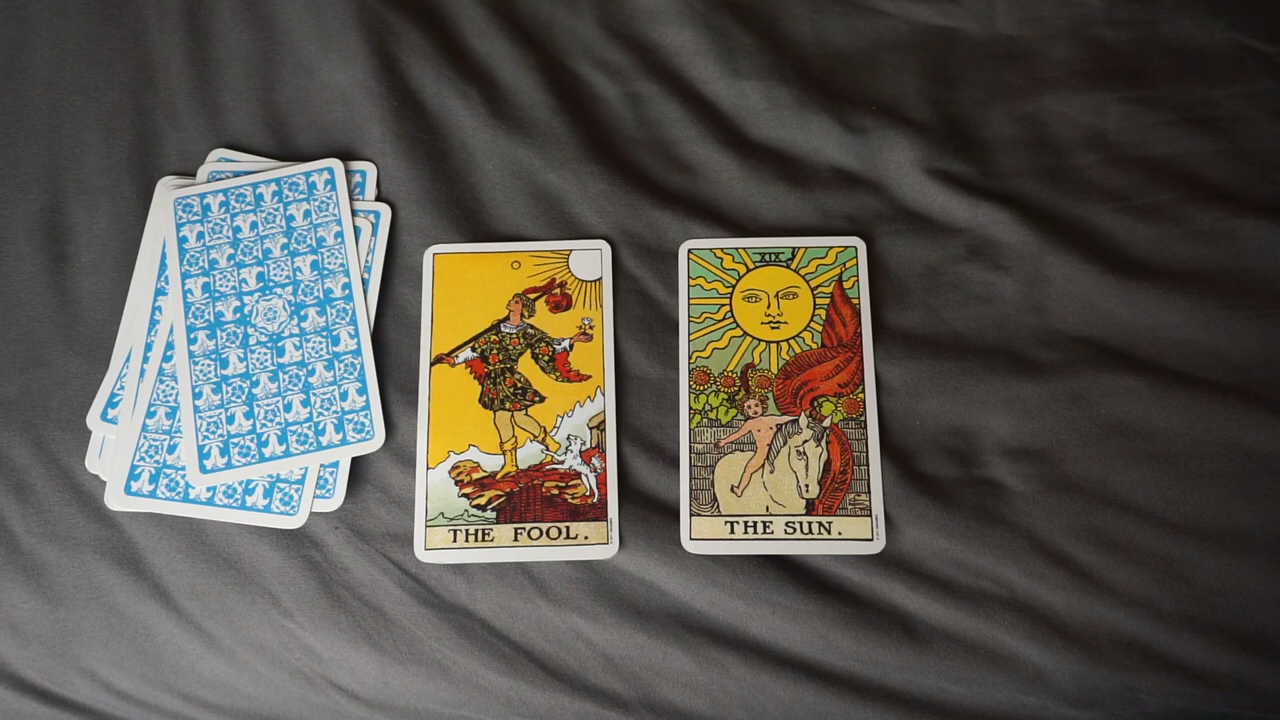 THE FOOL.
XIX
THE SUN.